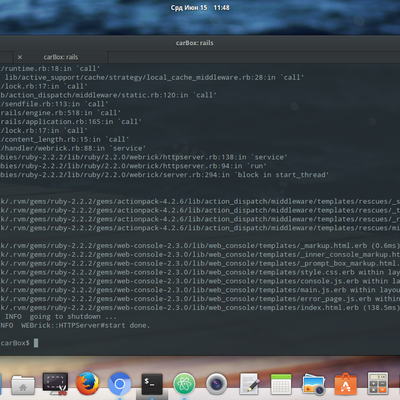 Срд Июн 15 11:48
carBox: rails
× carBox: rails
/runtime.rb:18:in `call'
lib/active_support/cache/strategy/local_cache_middleware.rb:28:in `call'
/lock.rb:17:in `call'
b/action_dispatch/middleware/static.rb:120:in `call'
/sendfile.rb:113:in `call'
rails/engine.rb:518:in `call'
rails/application.rb:165:in `call'
/lock.rb:17:in `call'
/content_length.rb:15:in `call'
/handler/webrick.rb:88:in `service'
bies/ruby-2.2.2/lib/ruby/2.2.0/webrick/httpserver.rb:138:in `service'
bies/ruby-2.2.2/lib/ruby/2.2.0/webrick/httpserver.rb:94:in `run'
bies/ruby-2.2.2/lib/ruby/2.2.0/webrick/server.rb:294:in `block in start_thread'
k/.rvm/gems/ruby-2.2.2/gems/actionpack-4.2.6/lib/action_dispatch/middleware/templates/rescues/_s
k/.rvm/gems/ruby-2.2.2/gems/actionpack-4.2.6/lib/action_dispatch/middleware/templates/rescues/_t
k/.rvm/gems/ruby-2.2.2/gems/actionpack-4.2.6/lib/action_dispatch/middleware/templates/rescues/_r
k/.rvm/gems/ruby-2.2.2/gems/actionpack-4.2.6/lib/action_dispatch/middleware/templates/rescues/mi
k/.rvm/gems/ruby-2.2.2/gems/web-console-2.3.0/lib/web_console/templates/_markup.html.erb (0.6ms)
k/.rvm/gems/ruby-2.2.2/gems/web-console-2.3.0/lib/web_console/templates/_inner_console_markup.ht
k/.rvm/gems/ruby-2.2.2/gems/web-console-2.3.0/lib/web_console/templates/_prompt_box_markup.html.
k/.rvm/gems/ruby-2.2.2/gems/web-console-2.3.0/lib/web_console/templates/style.css.erb within lay
k/.rvm/gems/ruby-2.2.2/gems/web-console-2.3.0/lib/web_console/templates/console.js.erb within la
k/.rvm/gems/ruby-2.2.2/gems/web-console-2.3.0/lib/web_console/templates/main.js.erb within layou
k/.rvm/gems/ruby-2.2.2/gems/web-console-2.3.0/lib/web_console/templates/error_page.js.erb within
k/.rvm/gems/ruby-2.2.2/gems/web-console-2.3.0/lib/web_console/templates/index.html.erb (138.5ms)
INFO going to shutdown ...
NFO WEBrick::HTTPServer#start done.
carBox$